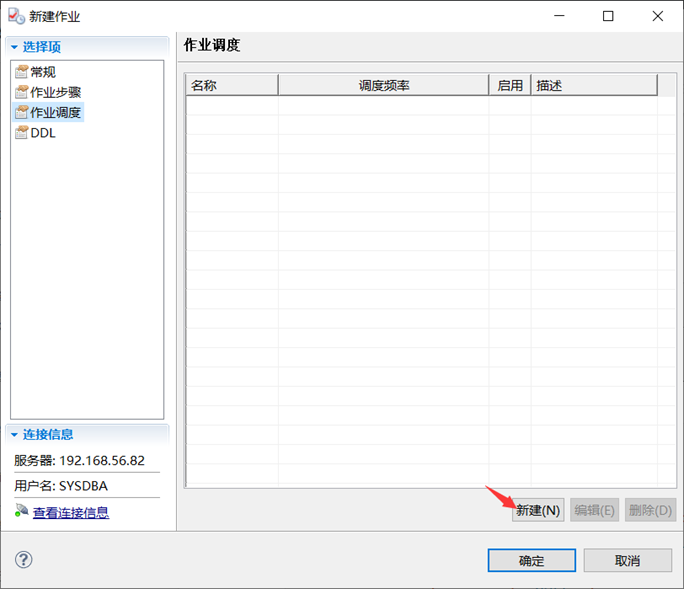 新建作业
选择项
常规
作业步骤
作业调度
DDL
连接信息
服务器: 192.168.56.82
用户名: SYSDBA
查看连接信息
作业调度
名称 调度频率 启用 描述
新建(N) 编辑(E) 删除(D)
确定 取消